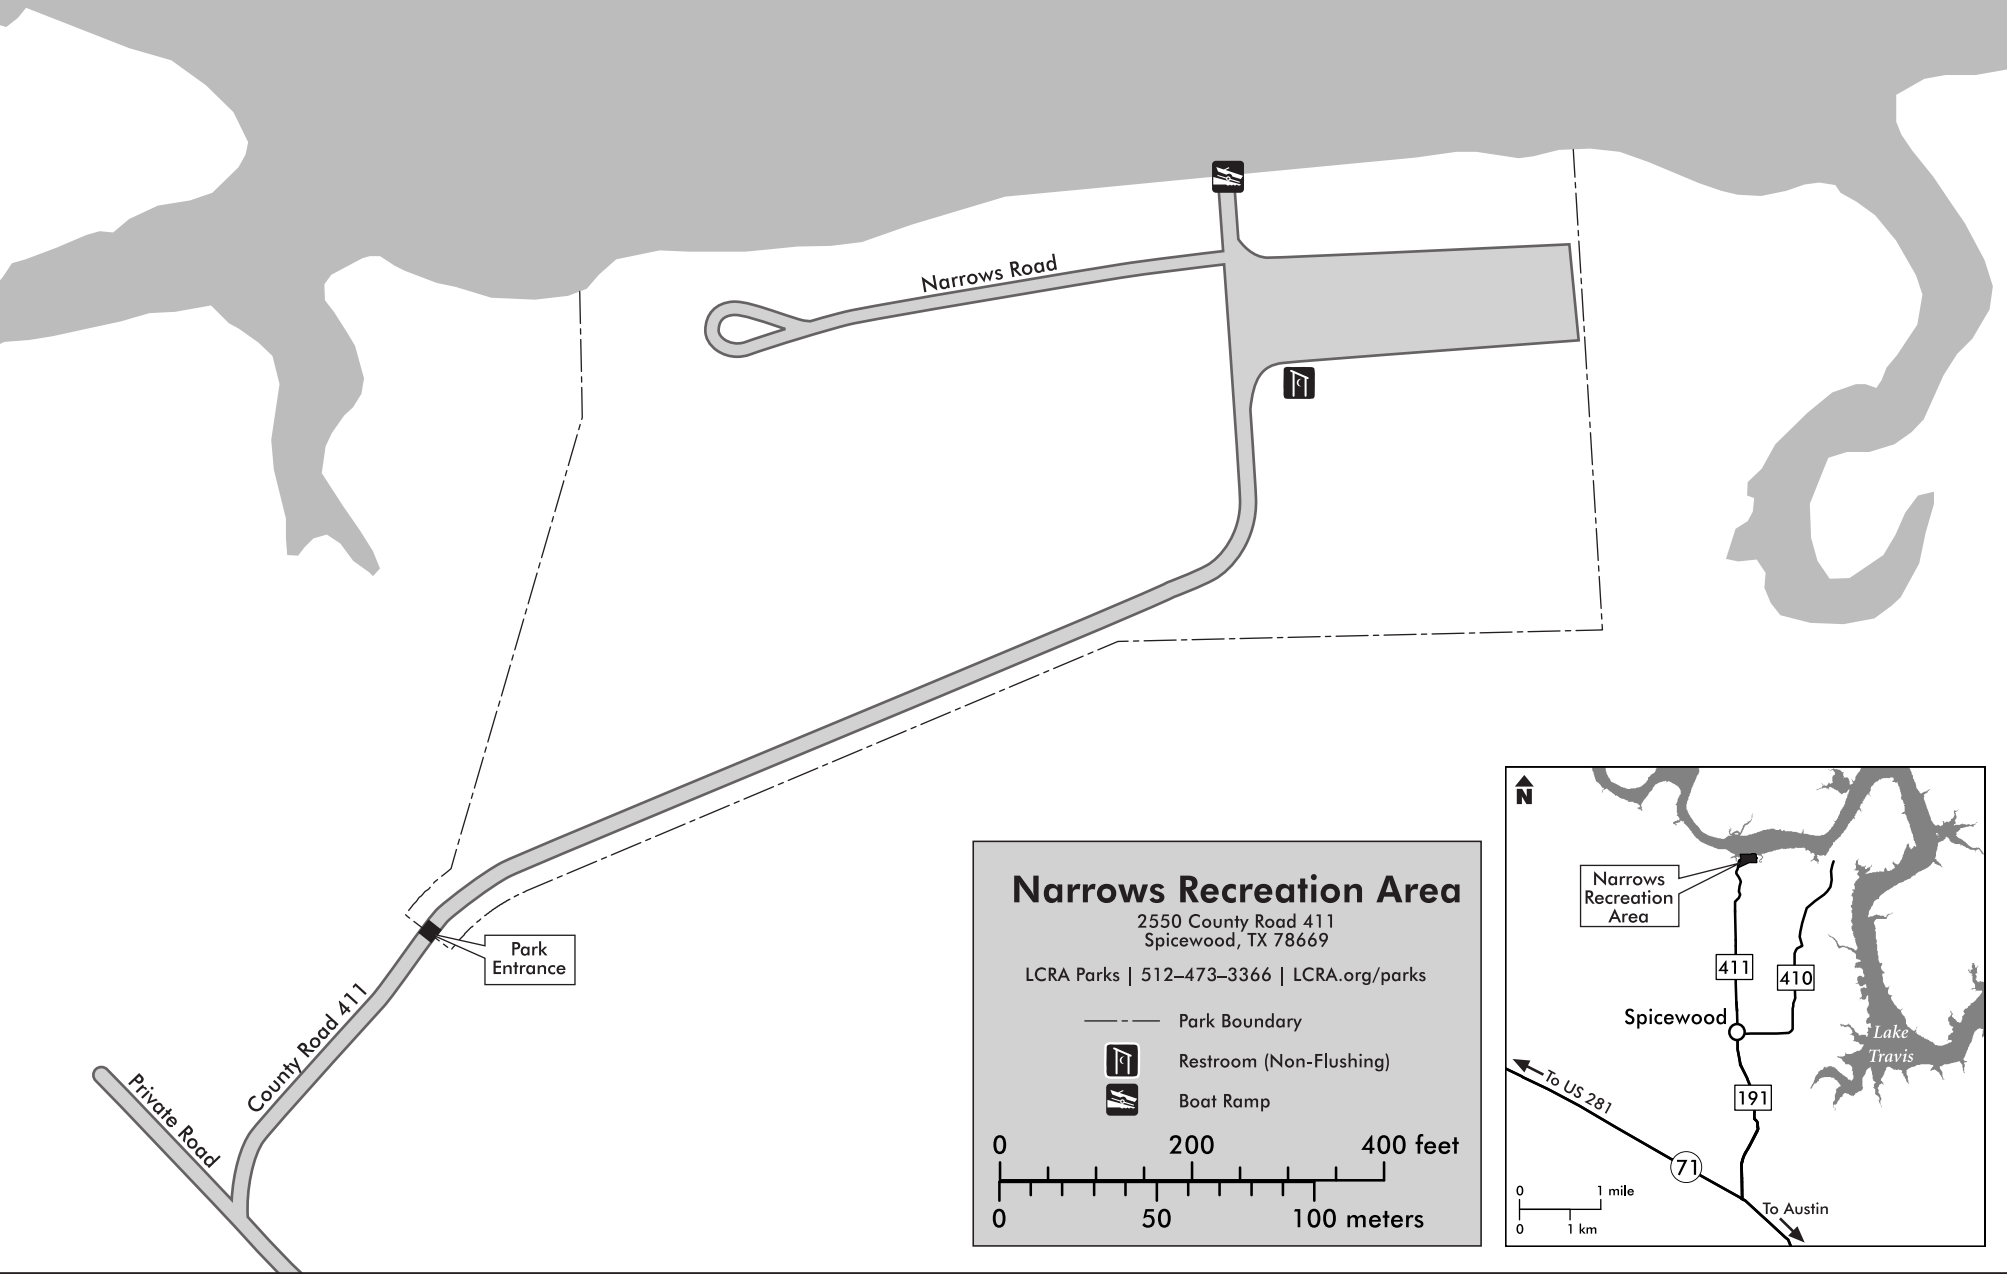 Narrows Road
Park
Entrance
County Road 411
Private Road
Narrows Recreation Area
2550 County Road 411
Spicewood, TX 78669
LCRA Parks | 512–473–3366 | LCRA.org/parks
Park Boundary
Restroom (Non-Flushing)
Boat Ramp
0 200 400 feet
0 50 100 meters
N
Narrows
Recreation
Area
411
410
Spicewood
Lake
Travis
To US 281
191
71
0 1 mile
0 1 km
To Austin